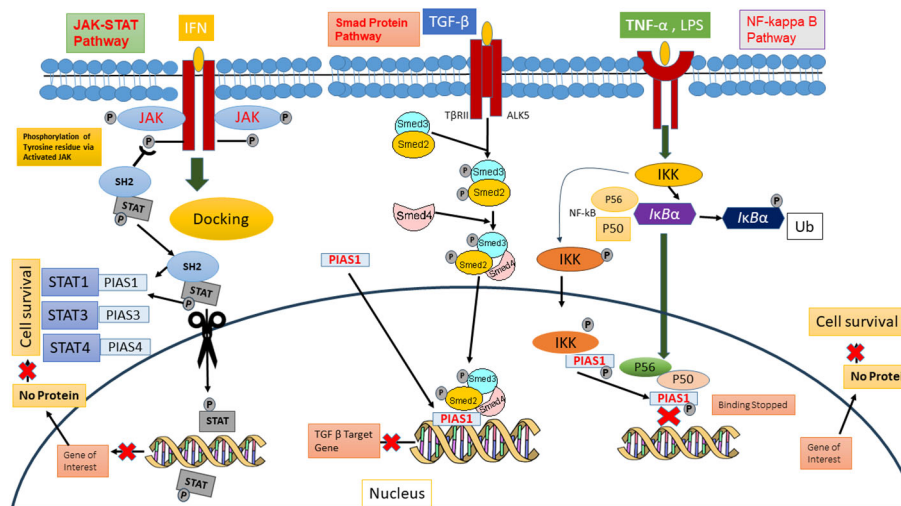 JAK-STAT
Pathway
IFN
Smad Protein
Pathway
TGF-β
TNF-α , LPS
NF-kappa B
Pathway
P
JAK
JAK
P
P
P
Phosphorylation of
Tyrosine residue via
Activated JAK
SH2
STAT
P
Docking
SH2
STAT
P
STAT1
PIAS1
STAT3
PIAS3
STAT4
PIAS4
Cell survival
No Protein
Gene of
Interest
P
STAT
STAT
P
TβRII
ALK5
Smed3
Smed2
P
Smed3
P
Smed2
Smed4
P
Smed3
Smed2
Smed4
PIAS1
P
Smed3
Smed2
Smed4
PIAS1
TGF β Target
Gene
Nucleus
IKK
P56
NF-kB
P50
IκBα
P
IκBα
Ub
IKK
P
P
IKK
PIAS1
P
P56
P50
PIAS1
P
Binding Stopped
Cell survival
No Protei
Gene of
Interest